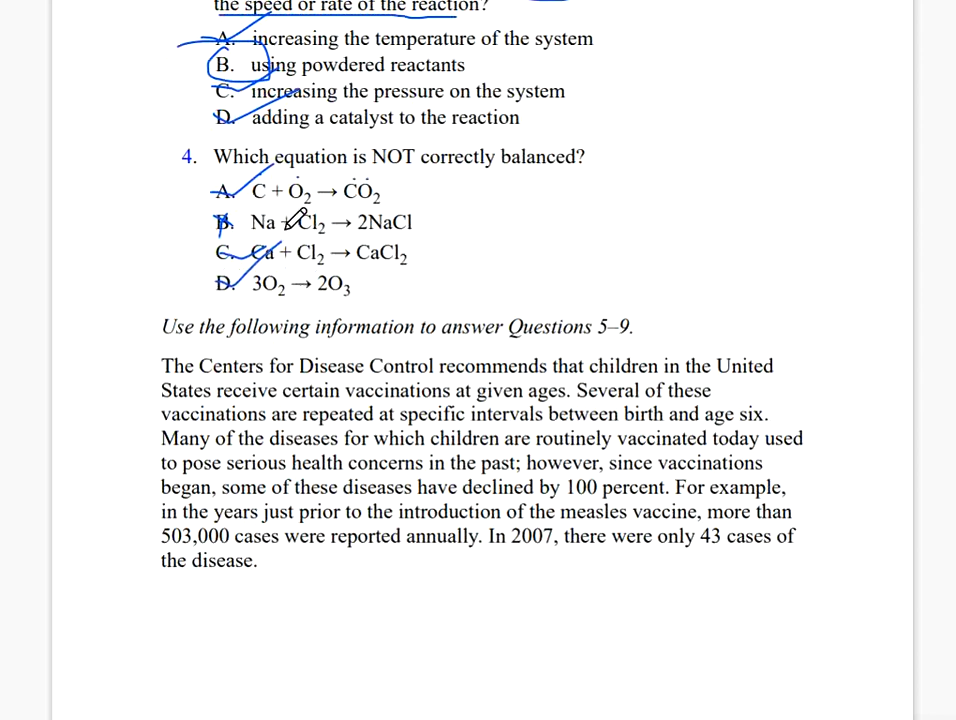 the speed or rate of the reaction?
A. increasing the temperature of the system
B. using powdered reactants
C. increasing the pressure on the system
D. adding a catalyst to the reaction
4. Which equation is NOT correctly balanced?
A. C + O₂ → CO₂
B. Na + Cl₂ → 2NaCl
C. Ca + Cl₂ → CaCl₂
D. 3O₂ → 2O₃
Use the following information to answer Questions 5–9.
The Centers for Disease Control recommends that children in the United
States receive certain vaccinations at given ages. Several of these
vaccinations are repeated at specific intervals between birth and age six.
Many of the diseases for which children are routinely vaccinated today used
to pose serious health concerns in the past; however, since vaccinations
began, some of these diseases have declined by 100 percent. For example,
in the years just prior to the introduction of the measles vaccine, more than
503,000 cases were reported annually. In 2007, there were only 43 cases of
the disease.